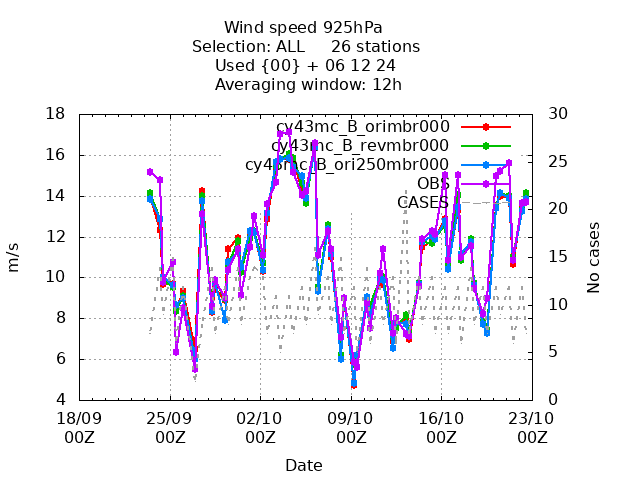 Wind speed 925hPa
Selection: ALL     26 stations
Used {00} + 06 12 24
Averaging window: 12h
18
16
14
12
10
8
6
4
m/s
30
25
20
15
10
5
0
No cases
cy43mc_B_orimbr000
cy43mc_B_revmbr000
cy43mc_B_ori250mbr000
OBS
CASES
18/09 25/09 02/10 09/10 16/10 23/10
00Z 00Z 00Z 00Z 00Z 00Z
Date